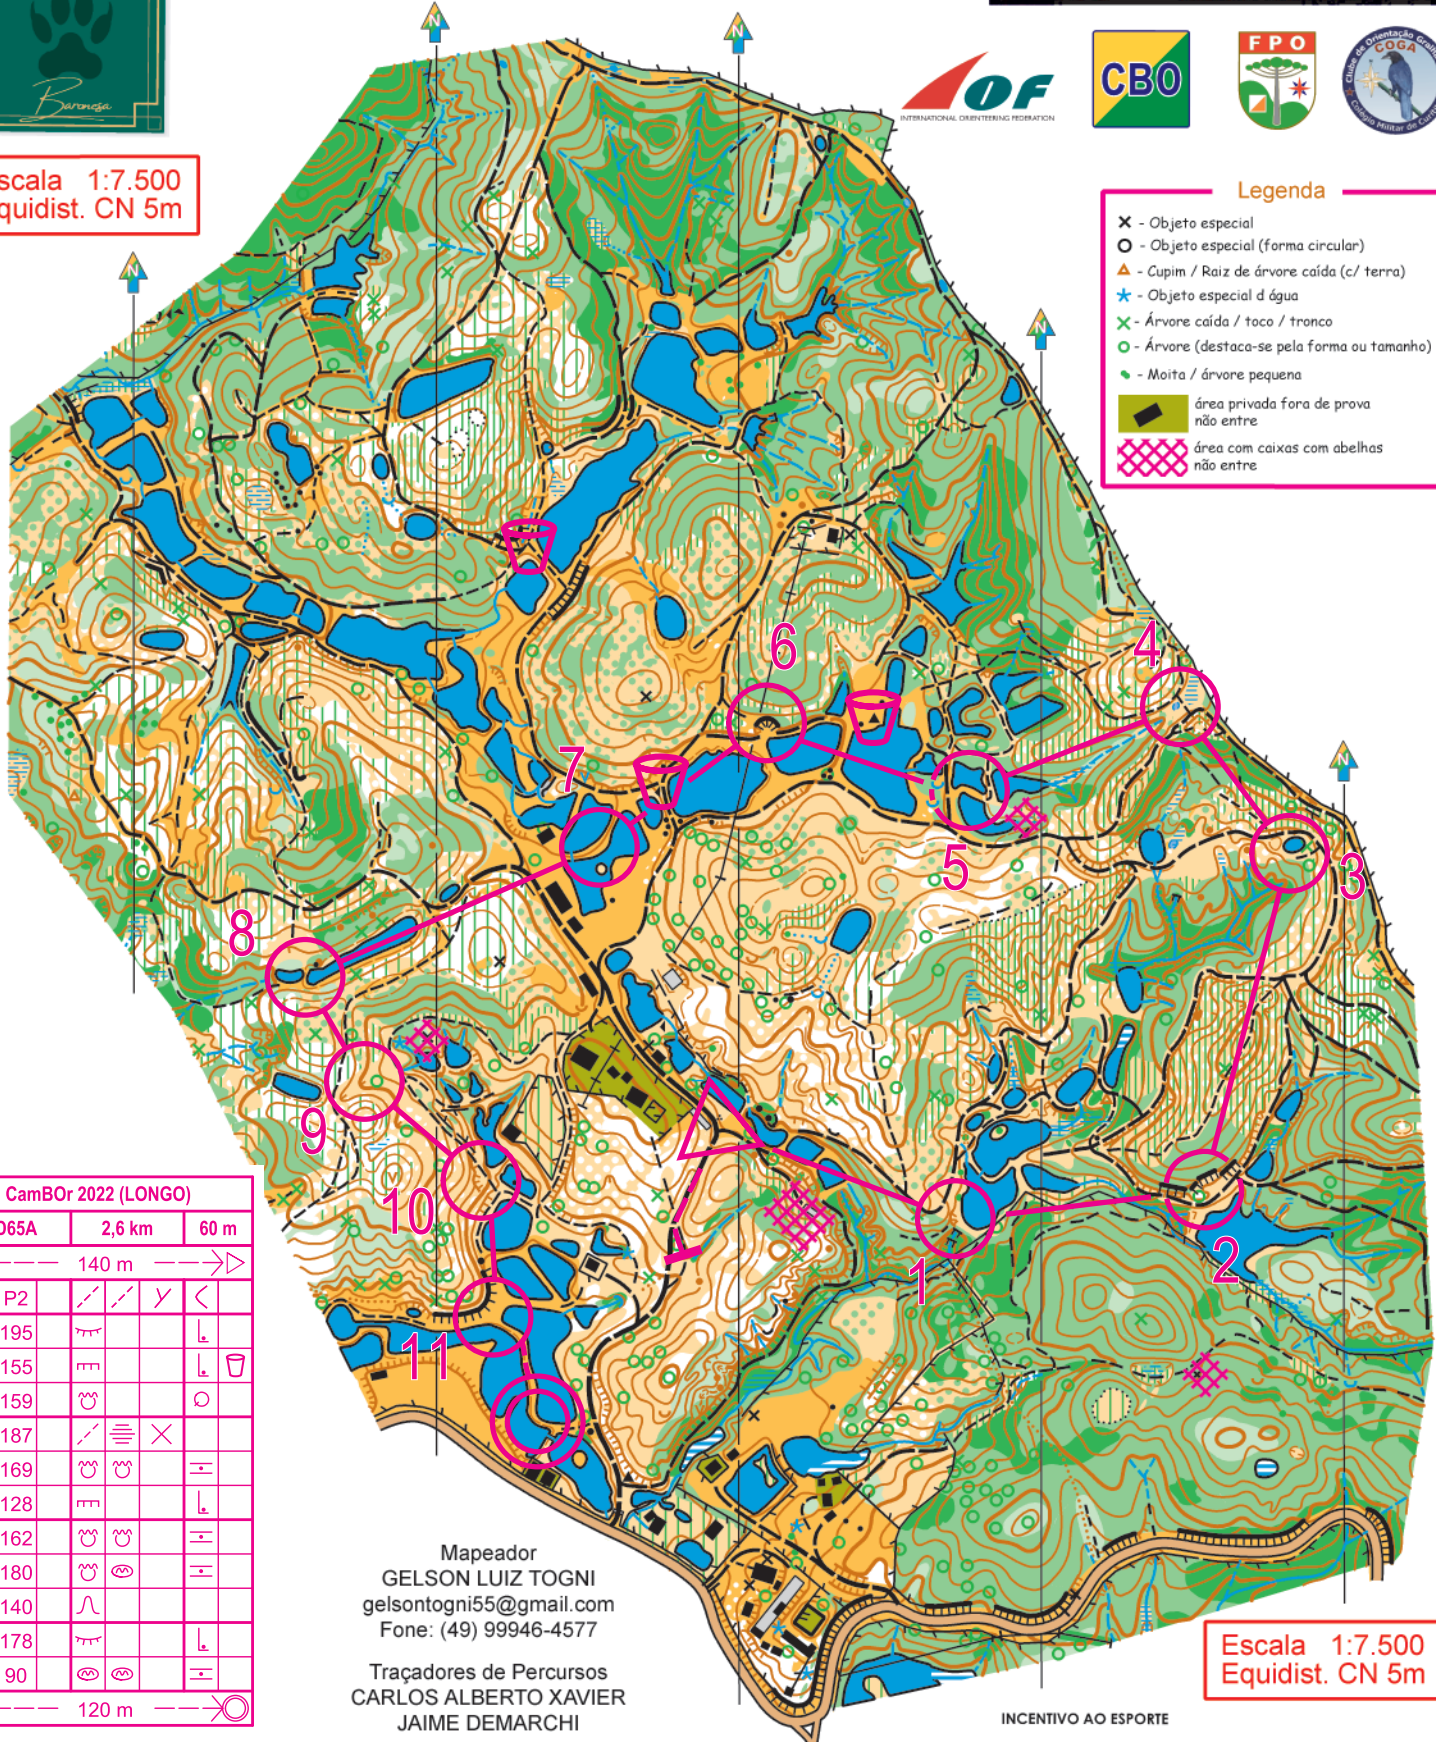 Baronesa
scala 1:7.500
quidist. CN 5m
N
N
N
N
N
IOF
INTERNATIONAL ORIENTEERING FEDERATION
CBO
FPO
COGA
Legenda
x - Objeto especial
o - Objeto especial (forma circular)
- Cupim / Raiz de árvore caída (c/ terra)
- Objeto especial d água
x - Árvore caída / toco / tronco
o - Árvore (destaca-se pela forma ou tamanho)
- Moita / árvore pequena
área privada fora de prova
não entre
área com caixas com abelhas
não entre
4
6
7
5
3
8
9
10
2
1
11
CamBOr 2022 (LONGO)
D65A 2,6 km 60 m
140 m
P2
195
155
159
187
169
128
162
180
140
178
90
120 m
Mapeador
GELSON LUIZ TOGNI
gelsontogni55@gmail.com
Fone: (49) 99946-4577
Traçadores de Percursos
CARLOS ALBERTO XAVIER
JAIME DEMARCHI
Escala 1:7.500
Equidist. CN 5m
INCENTIVO AO ESPORTE